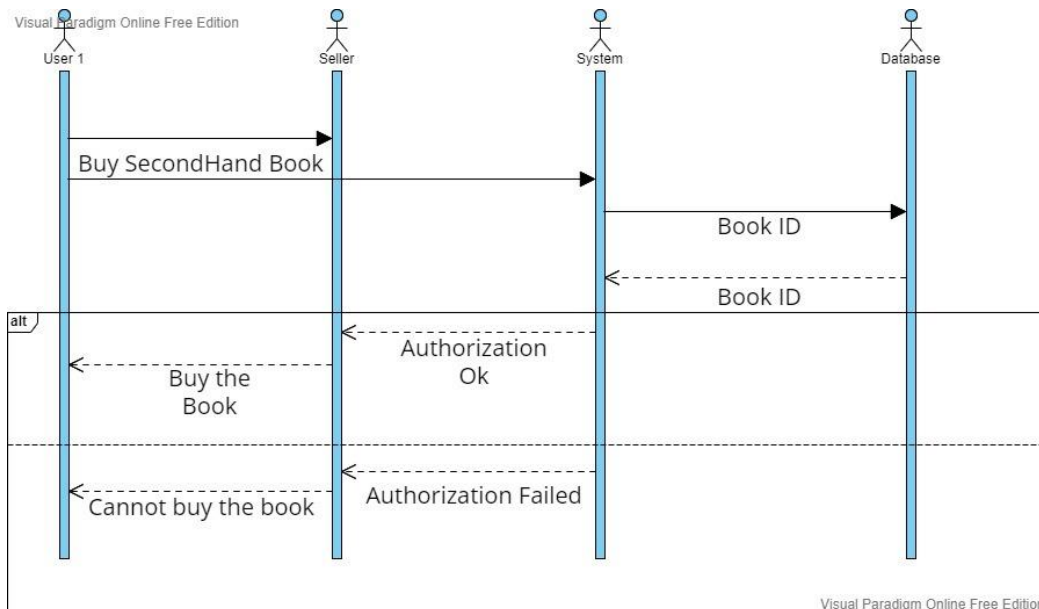 Visual Paradigm Online Free Edition
User 1
Seller
System
Database
Buy SecondHand Book
Book ID
Book ID
alt
Authorization
Ok
Buy the
Book
Authorization Failed
Cannot buy the book
Visual Paradigm Online Free Edition